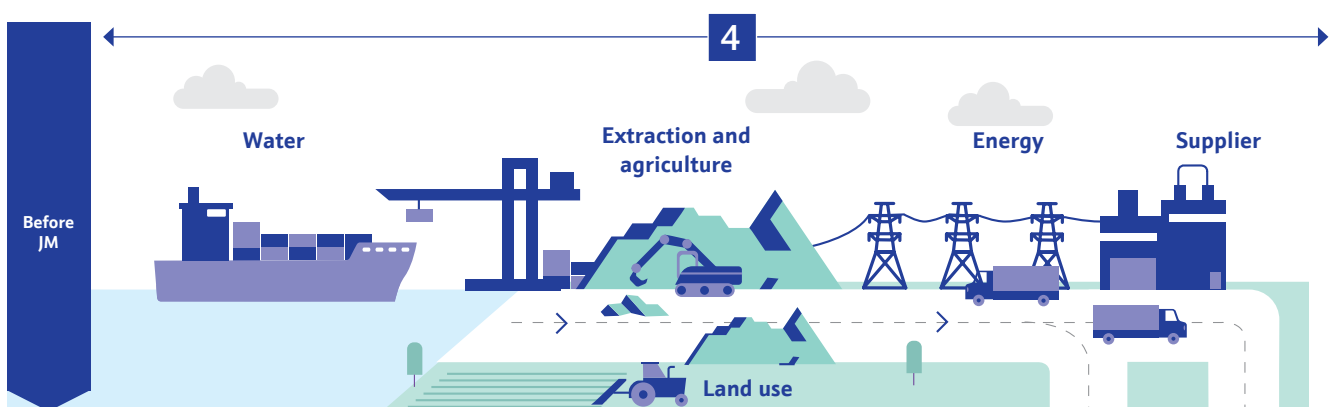 4
Water
Extraction and
agriculture
Energy
Supplier
Before
JM
Land use